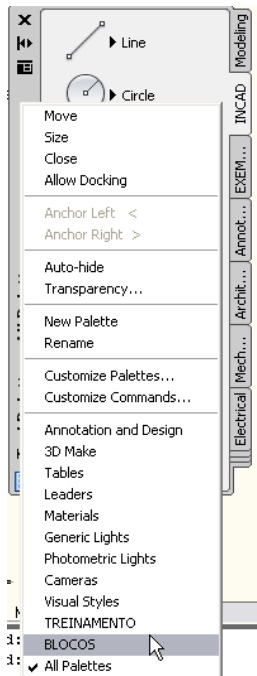 Line
Circle
Modeling
INCAD
EXEM...
Annot...
Archit...
Mech...
Electrical
Move
Size
Close
Allow Docking
Anchor Left <
Anchor Right >
Auto-hide
Transparency...
New Palette
Rename
Customize Palettes...
Customize Commands...
Annotation and Design
3D Make
Tables
Leaders
Materials
Generic Lights
Photometric Lights
Cameras
Visual Styles
TREINAMENTO
BLOCOS
All Palettes